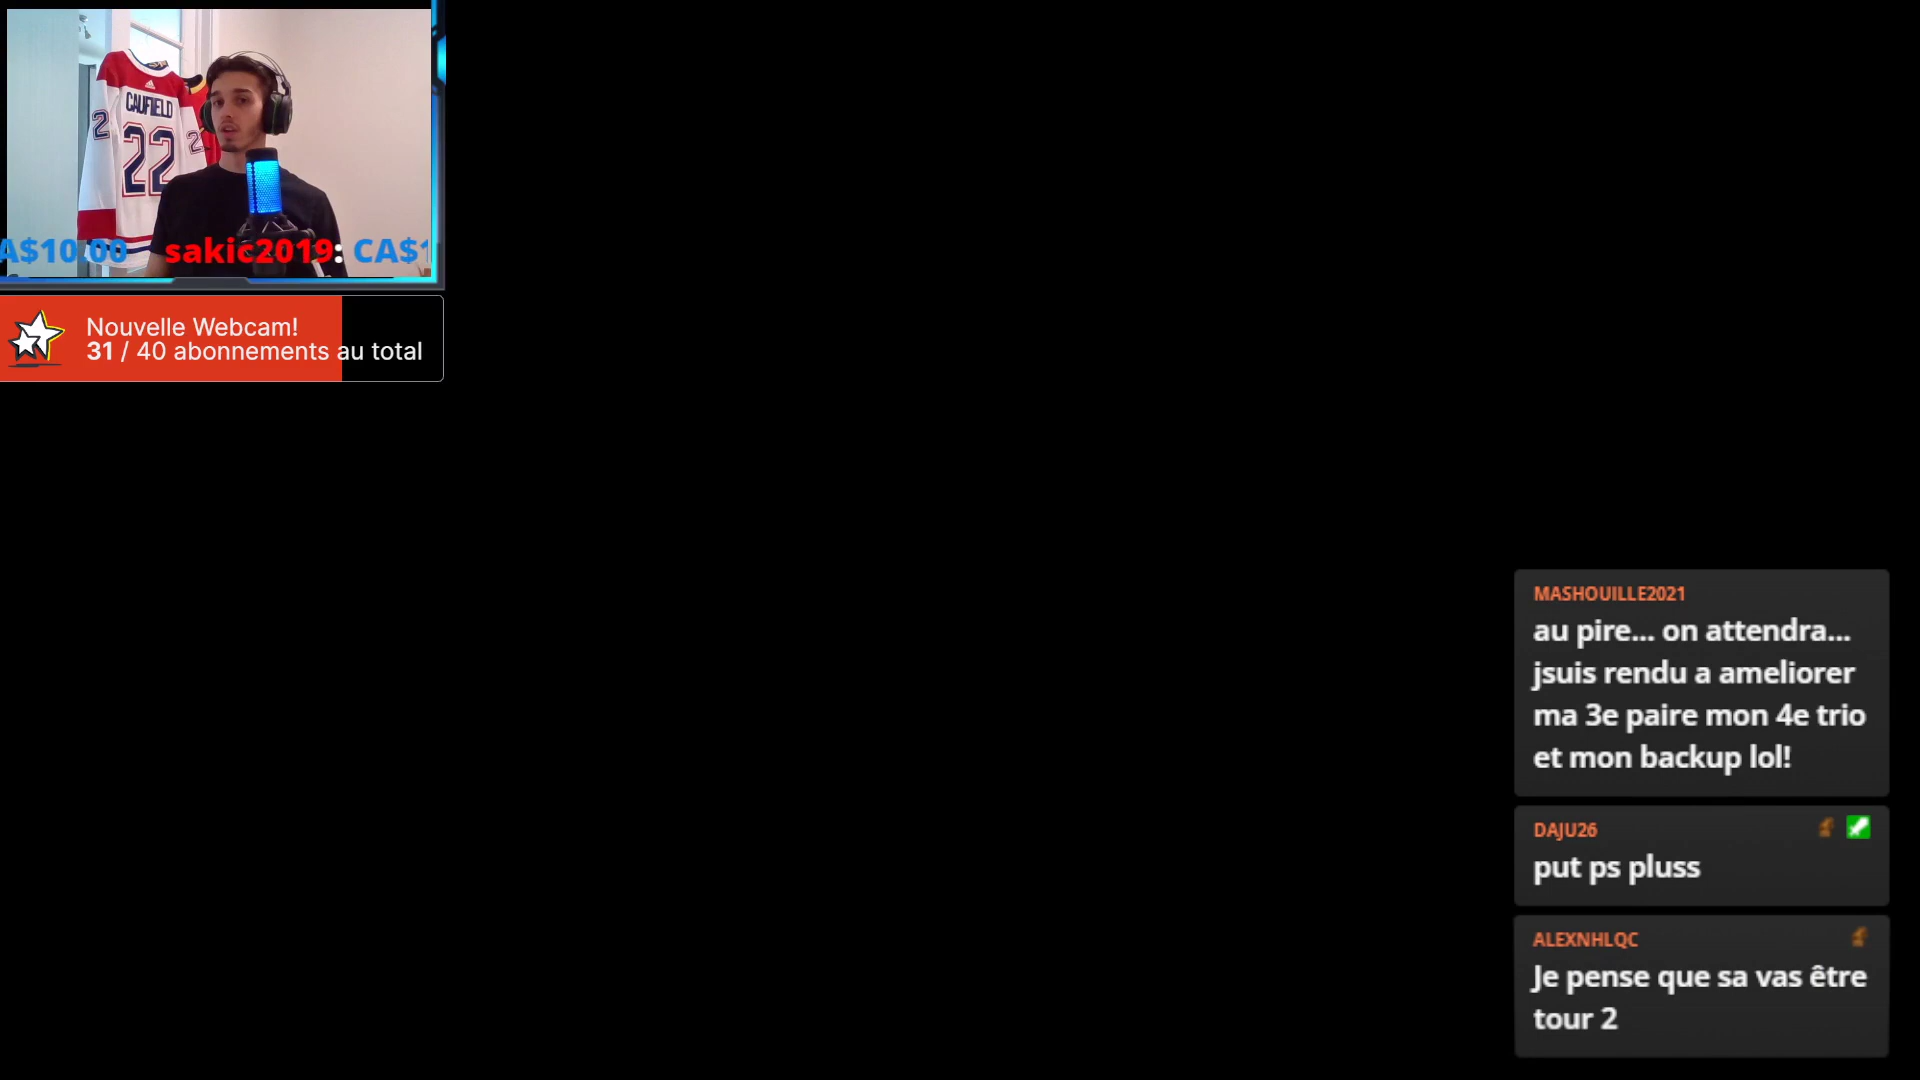 CAUFIELD
2 22 2
A$10.00 sakic2019: CA$1
Nouvelle Webcam!
31 / 40 abonnements au total
MASHOUILLE2021
au pire... on attendra...
jsuis rendu a ameliorer
ma 3e paire mon 4e trio
et mon backup lol!
DAJU26
put ps pluss
ALEXNHLQC
Je pense que sa vas être
tour 2